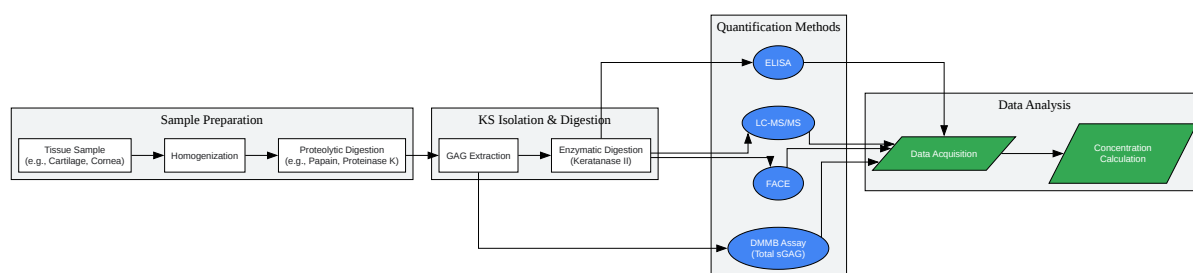 Quantification Methods
ELISA
Sample Preparation
KS Isolation & Digestion
LC-MS/MS
Data Analysis
Tissue Sample
(e.g., Cartilage, Cornea)
Homogenization
Proteolytic Digestion
(e.g., Papain, Proteinase K)
GAG Extraction
Enzymatic Digestion
(Keratanase II)
FACE
DMMB Assay
(Total sGAG)
Data Acquisition
Concentration
Calculation